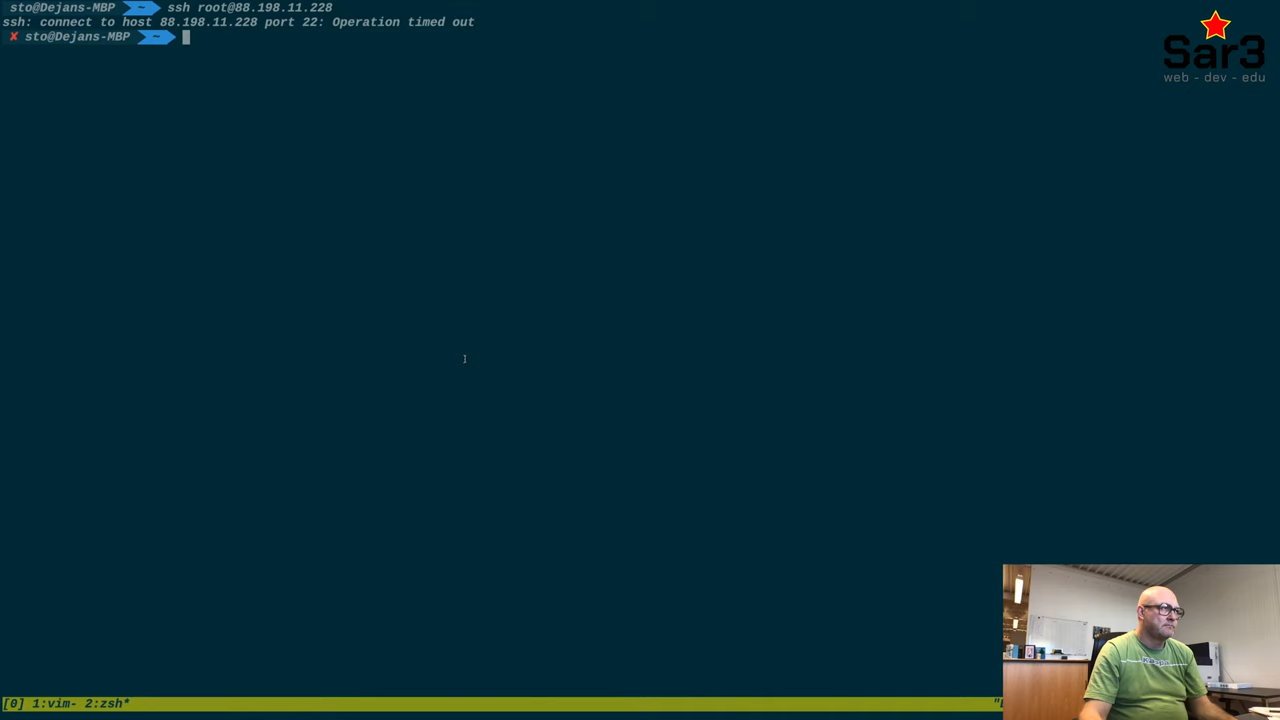 sto@Dejans-MBP ~ ssh root@88.198.11.228
ssh: connect to host 88.198.11.228 port 22: Operation timed out
✘ sto@Dejans-MBP ~
Sar3
web - dev - edu
[0] 1:vim- 2:zsh*